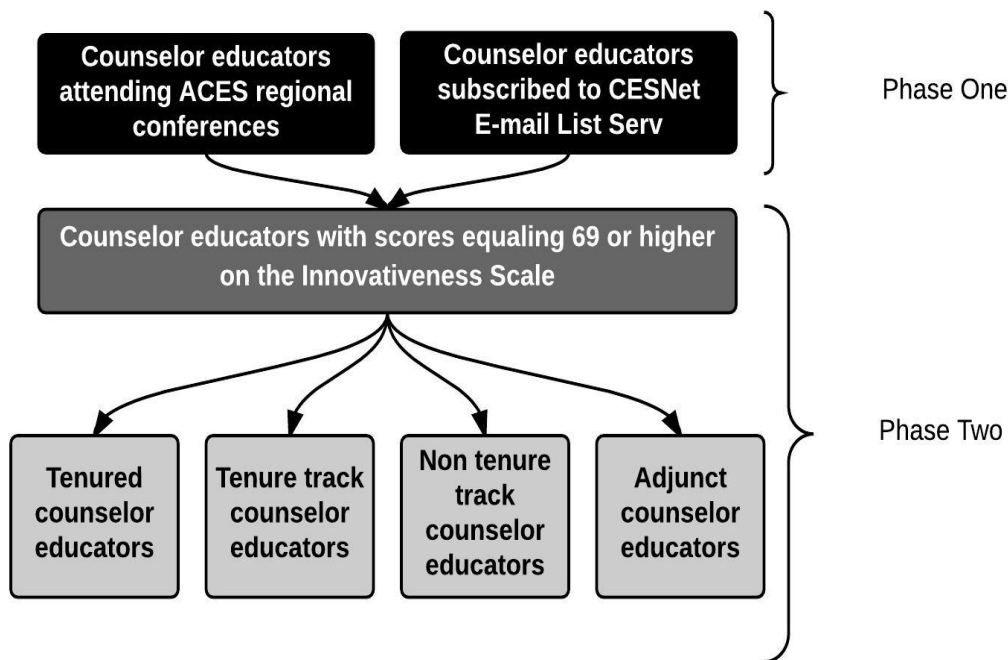 Counselor educators
attending ACES regional
conferences
Counselor educators
subscribed to CESNet
E-mail List Serv
Phase One
Counselor educators with scores equaling 69 or higher
on the Innovativeness Scale
Phase Two
Tenured
counselor
educators
Tenure track
counselor
educators
Non tenure
track
counselor
educators
Adjunct
counselor
educators